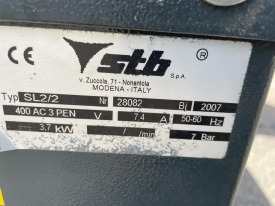 CE stb ®
S.p.A.
v. Zuccola, 71 - Nonantola
MODENA - ITALY
Typ SL2/2 Nr 28082 Bj 2007
400 AC 3 PEN V 7.4 A 50-60 Hz
3,7 kW /min 7 Bar